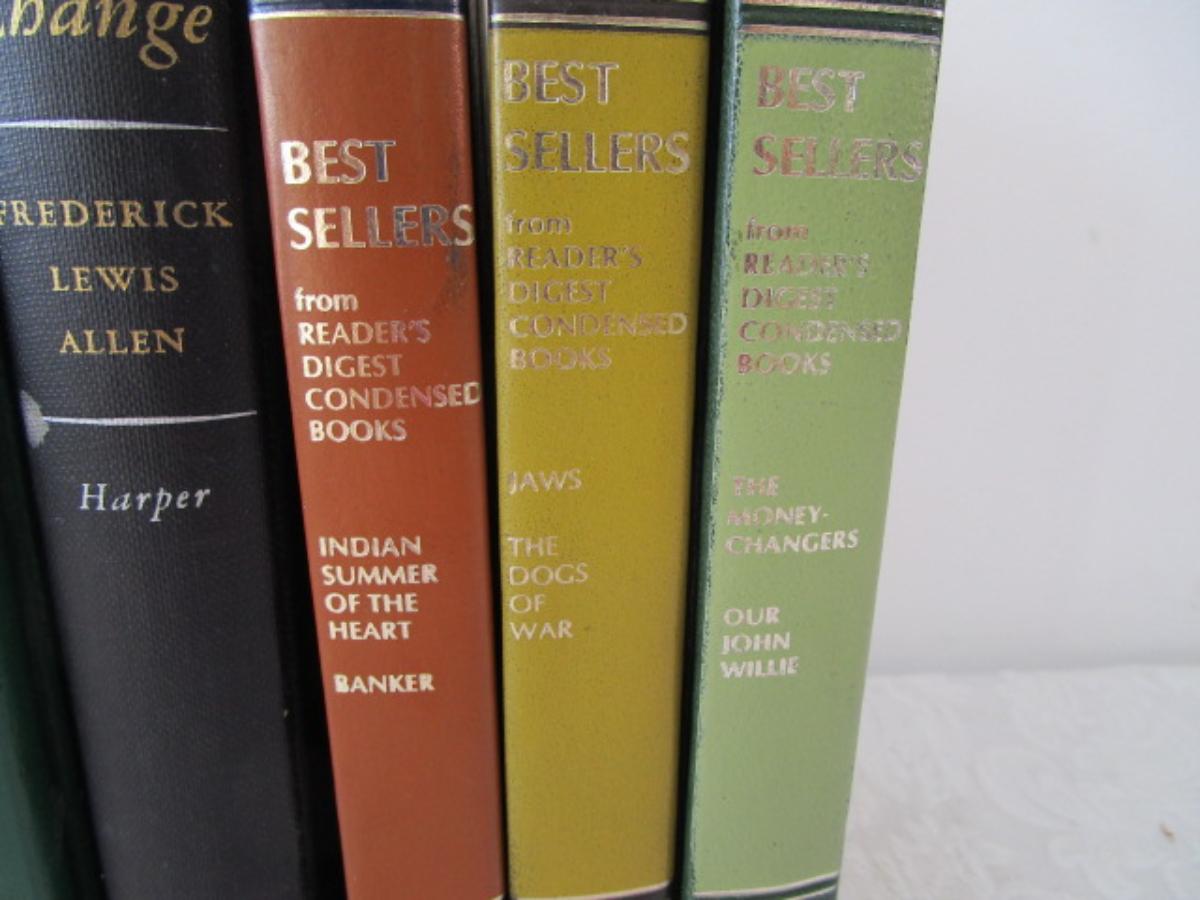 hange
FREDERICK
LEWIS
ALLEN
Harper
BEST
SELLERS
from
READER'S
DIGEST
CONDENSED
BOOKS
INDIAN
SUMMER
OF THE
HEART
BANKER
BEST
SELLERS
from
READER'S
DIGEST
CONDENSED
BOOKS
JAWS
THE
DOGS
OF
WAR
BEST
SELLERS
from
READER'S
DIGEST
CONDENSED
BOOKS
THE
MONEY-
CHANGERS
OUR
JOHN
WILLIE